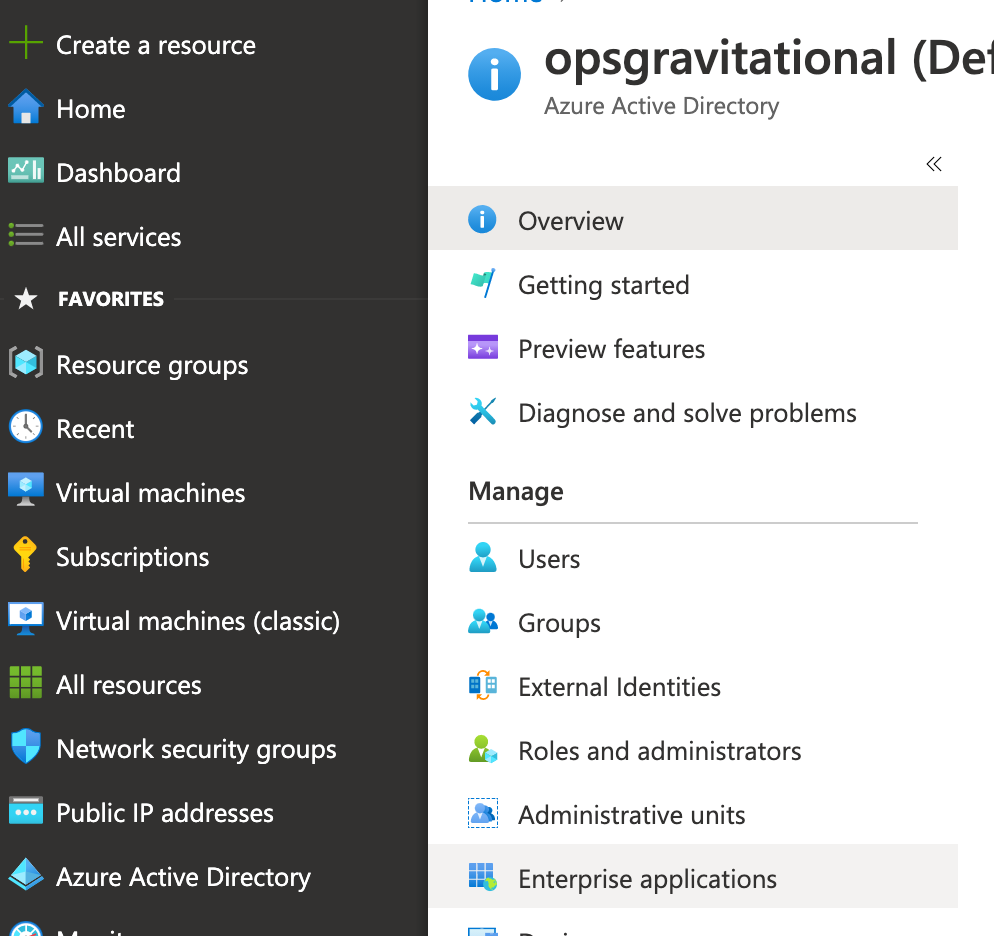 Create a resource
Home
Dashboard
All services
FAVORITES
Resource groups
Recent
Virtual machines
Subscriptions
Virtual machines (classic)
All resources
Network security groups
Public IP addresses
Azure Active Directory
Home
opsgravitational (Def
Azure Active Directory
Overview
Getting started
Preview features
Diagnose and solve problems
Manage
Users
Groups
External Identities
Roles and administrators
Administrative units
Enterprise applications